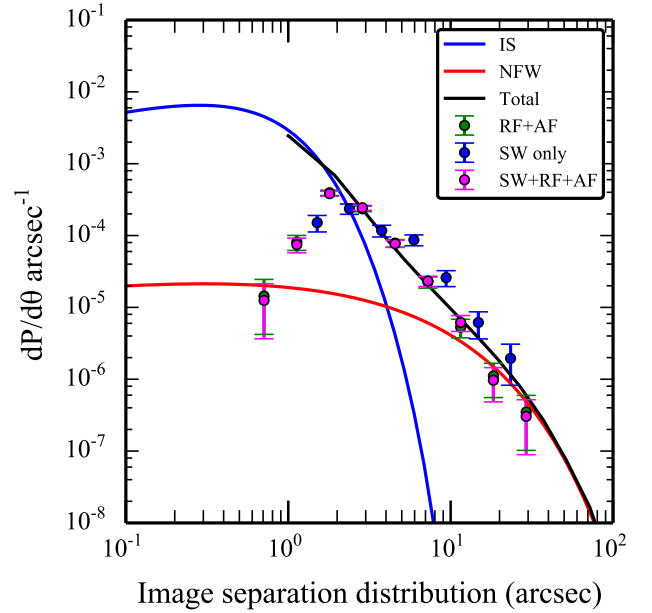 10^-1
10^-2
10^-3
10^-4
10^-5
10^-6
10^-7
10^-8
dP/dθ arcsec^-1
IS
NFW
Total
RF+AF
SW only
SW+RF+AF
10^-1 10^0 10^1 10^2
Image separation distribution (arcsec)